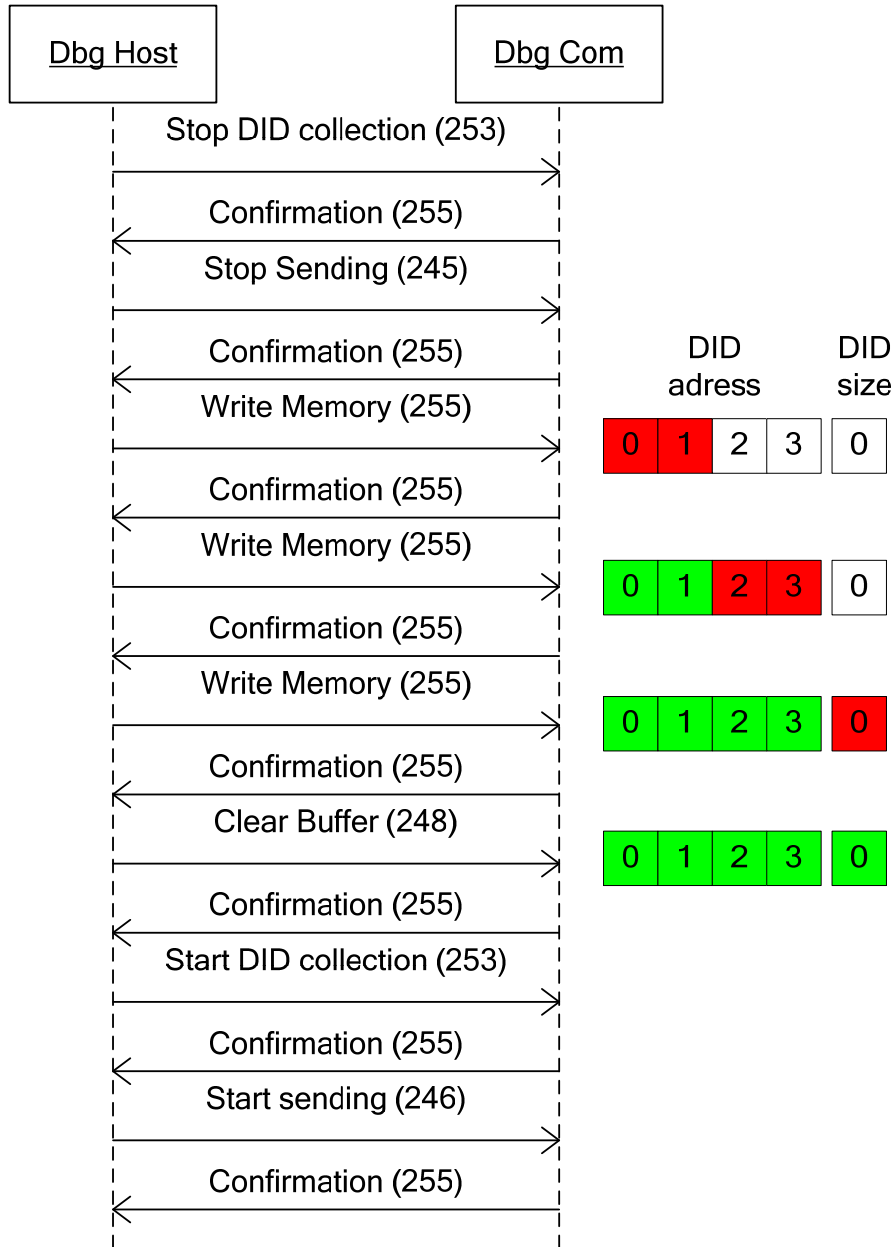 Dbg Host
Dbg Com
Stop DID collection (253)
Confirmation (255)
Stop Sending (245)
Confirmation (255)
DID
adress
DID
size
Write Memory (255)
0 1 2 3 0
Confirmation (255)
Write Memory (255)
0 1 2 3 0
Confirmation (255)
Write Memory (255)
0 1 2 3 0
Confirmation (255)
Clear Buffer (248)
0 1 2 3 0
Confirmation (255)
Start DID collection (253)
Confirmation (255)
Start sending (246)
Confirmation (255)